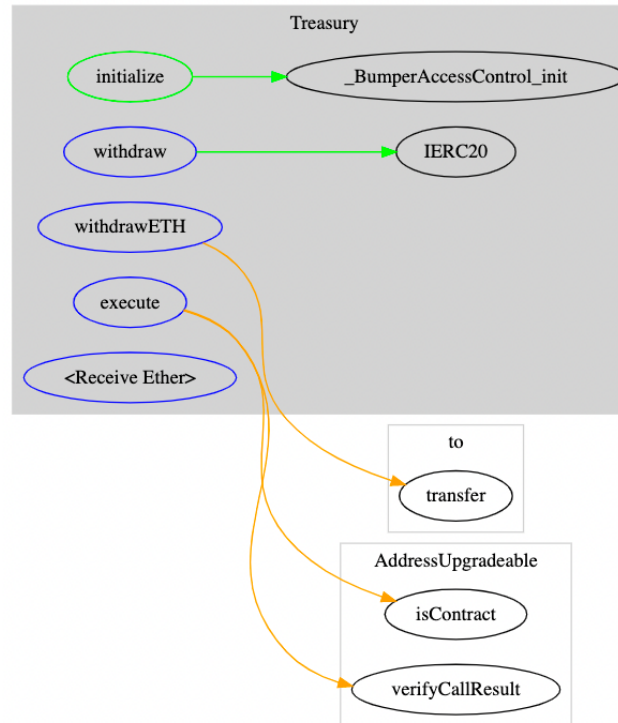 Treasury
initialize
_BumperAccessControl_init
withdraw
IERC20
withdrawETH
execute
<Receive Ether>
to
transfer
AddressUpgradeable
isContract
verifyCallResult